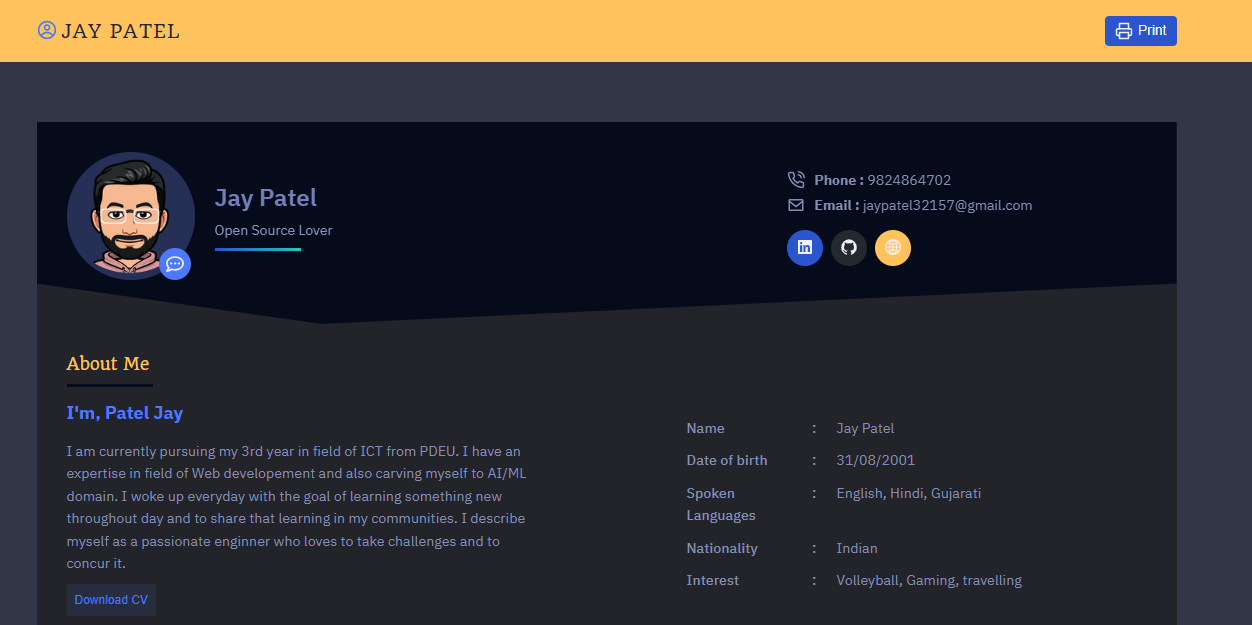 JAY PATEL
Print
Jay Patel
Open Source Lover
Phone : 9824864702
Email : jaypatel32157@gmail.com
in
About Me
I'm, Patel Jay
I am currently pursuing my 3rd year in field of ICT from PDEU. I have an
expertise in field of Web developement and also carving myself to AI/ML
domain. I woke up everyday with the goal of learning something new
throughout day and to share that learning in my communities. I describe
myself as a passionate enginner who loves to take challenges and to
concur it.
Download CV
Name : Jay Patel
Date of birth : 31/08/2001
Spoken : English, Hindi, Gujarati
Languages
Nationality : Indian
Interest : Volleyball, Gaming, travelling